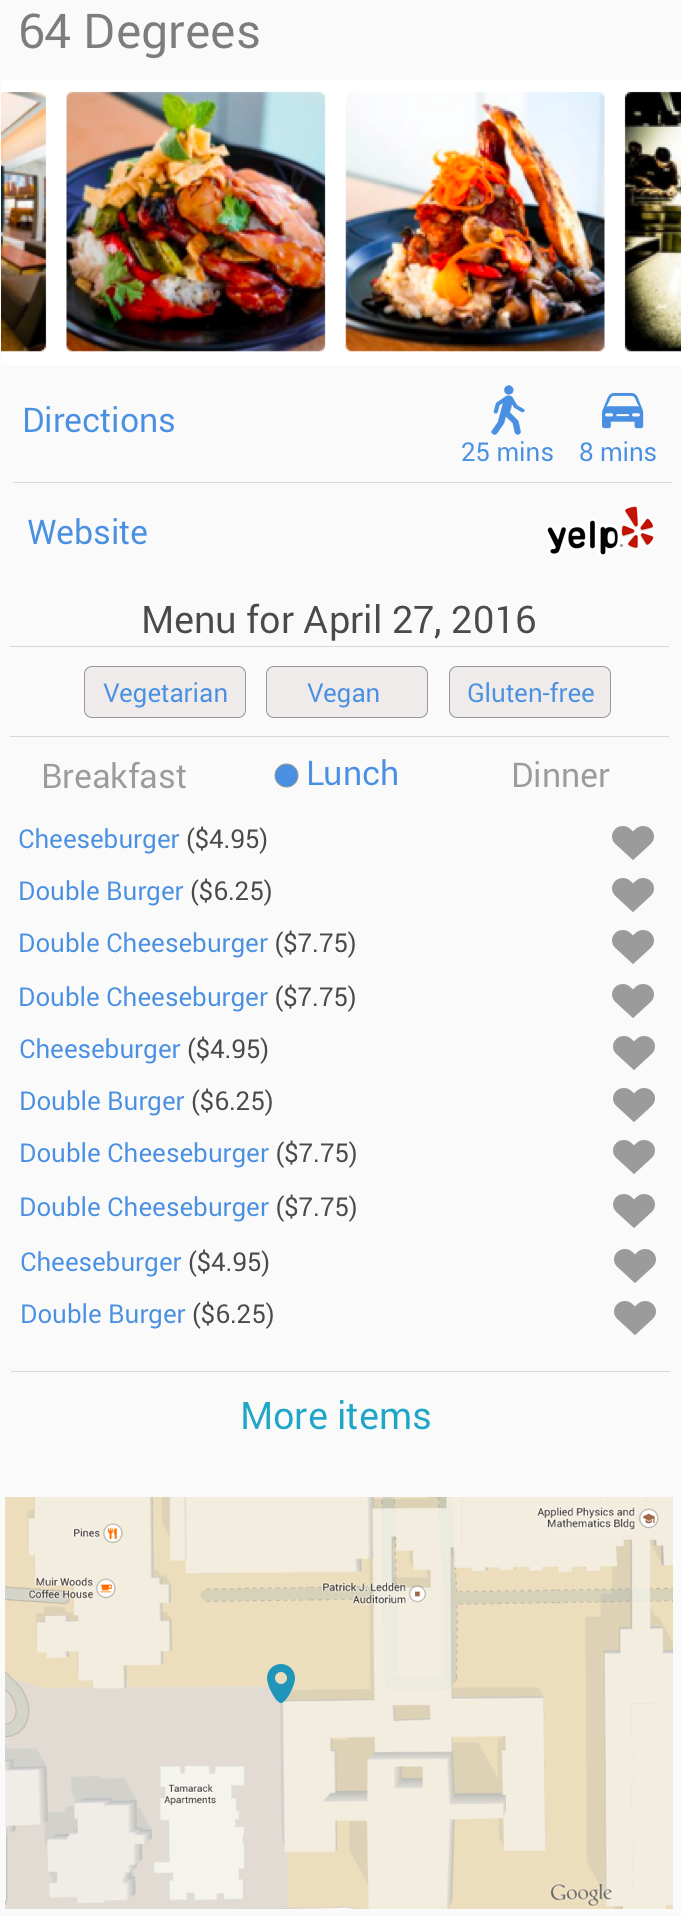 64 Degrees
Directions
25 mins 8 mins
Website
yelp
Menu for April 27, 2016
Vegetarian Vegan Gluten-free
Breakfast Lunch Dinner
Cheeseburger ($4.95)
Double Burger ($6.25)
Double Cheeseburger ($7.75)
Double Cheeseburger ($7.75)
Cheeseburger ($4.95)
Double Burger ($6.25)
Double Cheeseburger ($7.75)
Double Cheeseburger ($7.75)
Cheeseburger ($4.95)
Double Burger ($6.25)
More items
Applied Physics and
Mathematics Bldg
Pines
Muir Woods
Coffee House
Patrick J. Ledden
Auditorium
Tamarack
Apartments
Google